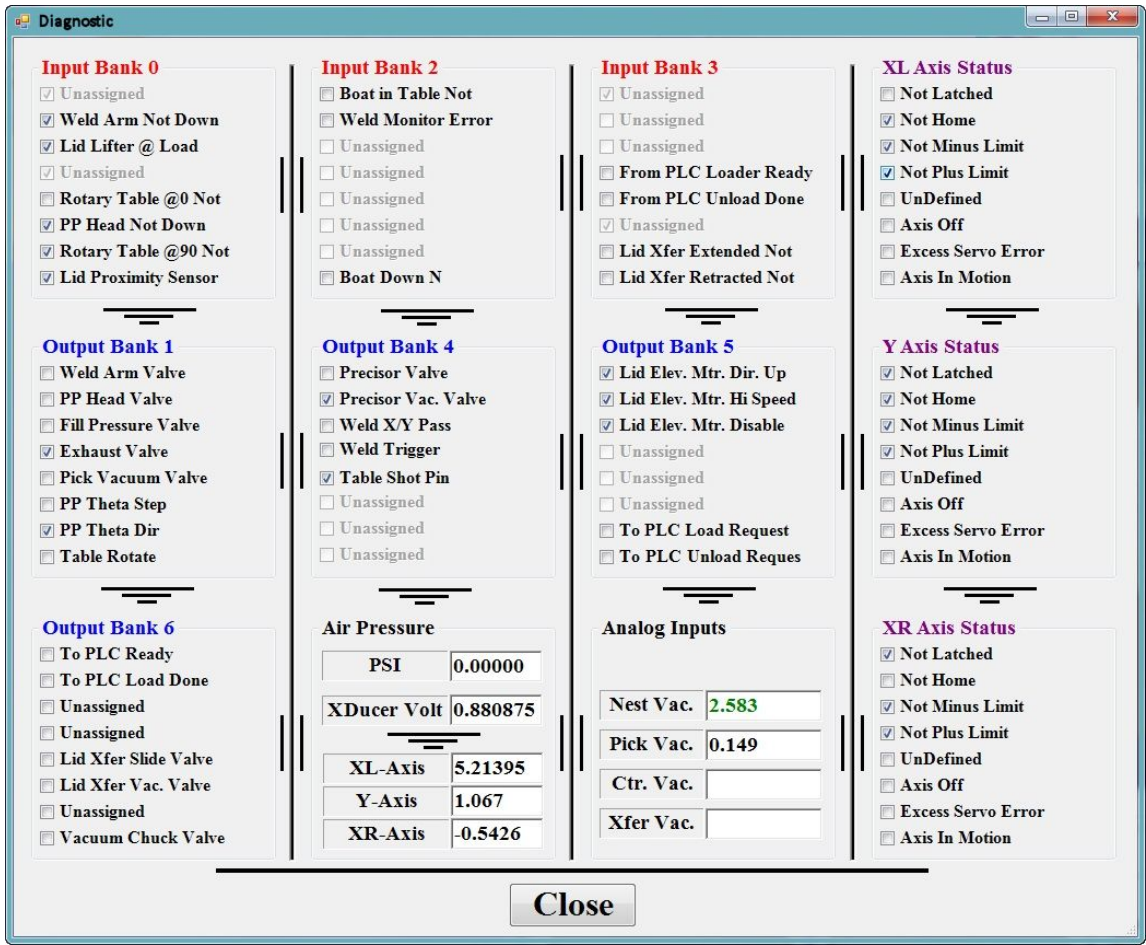 Diagnostic
Input Bank 0
Unassigned
Weld Arm Not Down
Lid Lifter @ Load
Unassigned
Rotary Table @0 Not
PP Head Not Down
Rotary Table @90 Not
Lid Proximity Sensor
Input Bank 2
Boat in Table Not
Weld Monitor Error
Unassigned
Unassigned
Unassigned
Unassigned
Unassigned
Boat Down N
Input Bank 3
Unassigned
Unassigned
Unassigned
From PLC Loader Ready
From PLC Unload Done
Unassigned
Lid Xfer Extended Not
Lid Xfer Retracted Not
XL Axis Status
Not Latched
Not Home
Not Minus Limit
Not Plus Limit
UnDefined
Axis Off
Excess Servo Error
Axis In Motion
Output Bank 1
Weld Arm Valve
PP Head Valve
Fill Pressure Valve
Exhaust Valve
Pick Vacuum Valve
PP Theta Step
PP Theta Dir
Table Rotate
Output Bank 4
Precisor Valve
Precisor Vac. Valve
Weld X/Y Pass
Weld Trigger
Table Shot Pin
Unassigned
Unassigned
Unassigned
Output Bank 5
Lid Elev. Mtr. Dir. Up
Lid Elev. Mtr. Hi Speed
Lid Elev. Mtr. Disable
Unassigned
Unassigned
Unassigned
To PLC Load Request
To PLC Unload Reques
Y Axis Status
Not Latched
Not Home
Not Minus Limit
Not Plus Limit
UnDefined
Axis Off
Excess Servo Error
Axis In Motion
Output Bank 6
To PLC Ready
To PLC Load Done
Unassigned
Unassigned
Lid Xfer Slide Valve
Lid Xfer Vac. Valve
Unassigned
Vacuum Chuck Valve
Air Pressure
PSI 0.00000
XDucer Volt 0.880875
XL-Axis 5.21395
Y-Axis 1.067
XR-Axis -0.5426
Analog Inputs
Nest Vac. 2.583
Pick Vac. 0.149
Ctr. Vac.
Xfer Vac.
XR Axis Status
Not Latched
Not Home
Not Minus Limit
Not Plus Limit
UnDefined
Axis Off
Excess Servo Error
Axis In Motion
Close